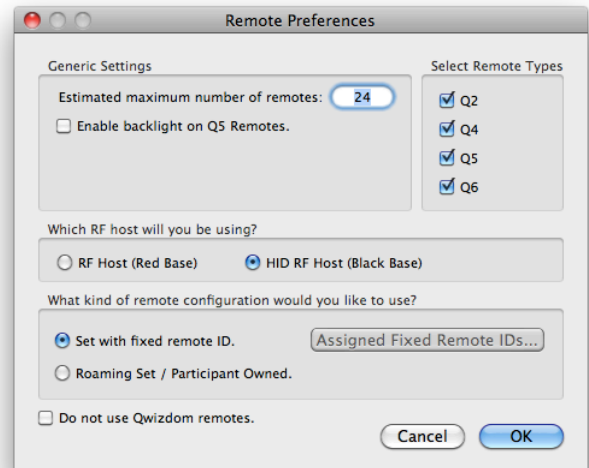 Remote Preferences
Generic Settings
Estimated maximum number of remotes: 24
Enable backlight on Q5 Remotes.
Select Remote Types
Q2
Q4
Q5
Q6
Which RF host will you be using?
RF Host (Red Base) HID RF Host (Black Base)
What kind of remote configuration would you like to use?
Set with fixed remote ID. Assigned Fixed Remote IDs...
Roaming Set / Participant Owned.
Do not use Qwizdom remotes.
Cancel OK